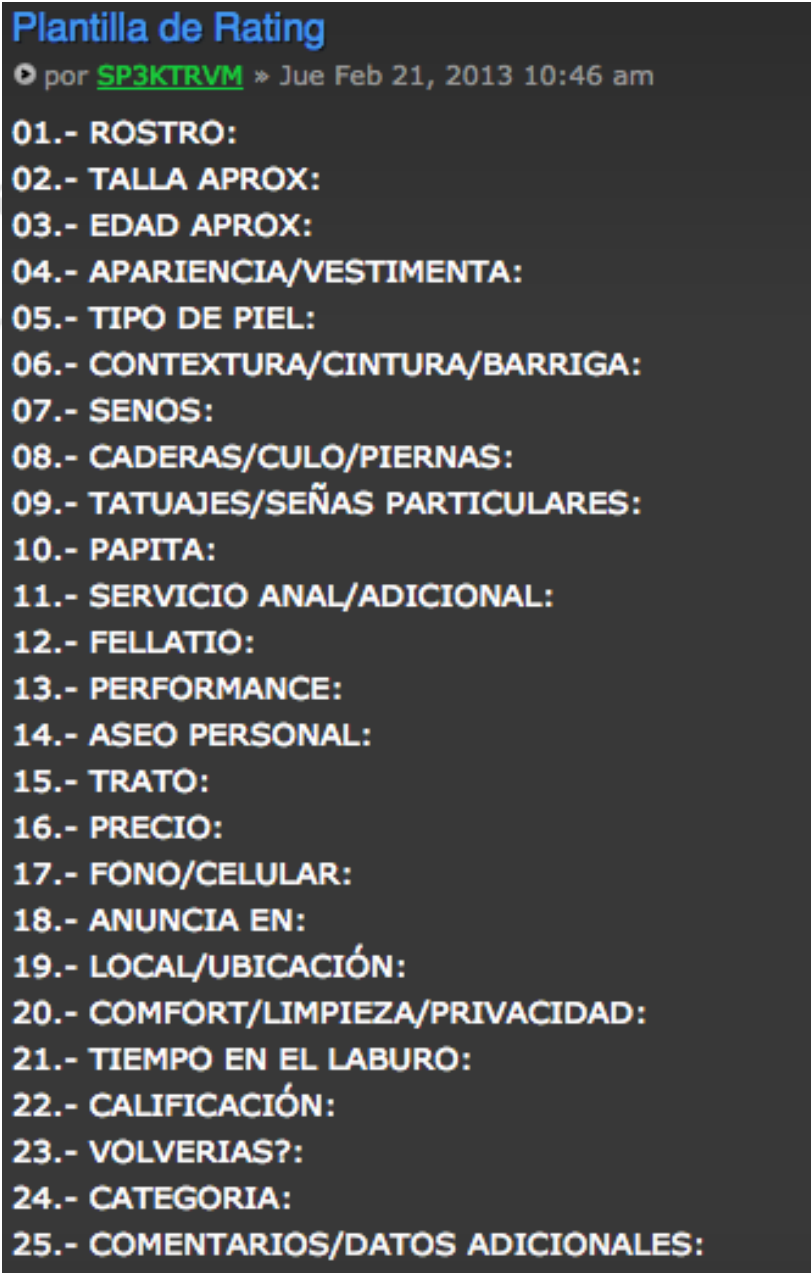 Plantilla de Rating
por SP3KTRVM » Jue Feb 21, 2013 10:46 am
01.- ROSTRO:
02.- TALLA APROX:
03.- EDAD APROX:
04.- APARIENCIA/VESTIMENTA:
05.- TIPO DE PIEL:
06.- CONTEXTURA/CINTURA/BARRIGA:
07.- SENOS:
08.- CADERAS/CULO/PIERNAS:
09.- TATUAJES/SEÑAS PARTICULARES:
10.- PAPITA:
11.- SERVICIO ANAL/ADICIONAL:
12.- FELLATIO:
13.- PERFORMANCE:
14.- ASEO PERSONAL:
15.- TRATO:
16.- PRECIO:
17.- FONO/CELULAR:
18.- ANUNCIA EN:
19.- LOCAL/UBICACIÓN:
20.- COMFORT/LIMPIEZA/PRIVACIDAD:
21.- TIEMPO EN EL LABURO:
22.- CALIFICACIÓN:
23.- VOLVERIAS?:
24.- CATEGORIA:
25.- COMENTARIOS/DATOS ADICIONALES: